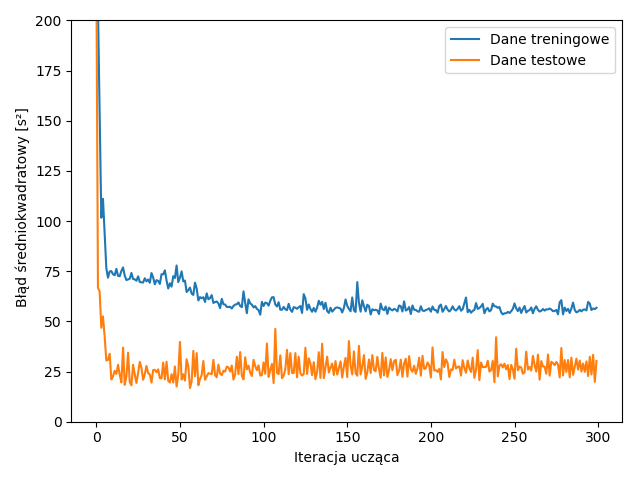 Dane treningowe
Dane testowe
Błąd średniokwadratowy [s²]
200
175
150
125
100
75
50
25
0
0 50 100 150 200 250 300
Iteracja ucząca